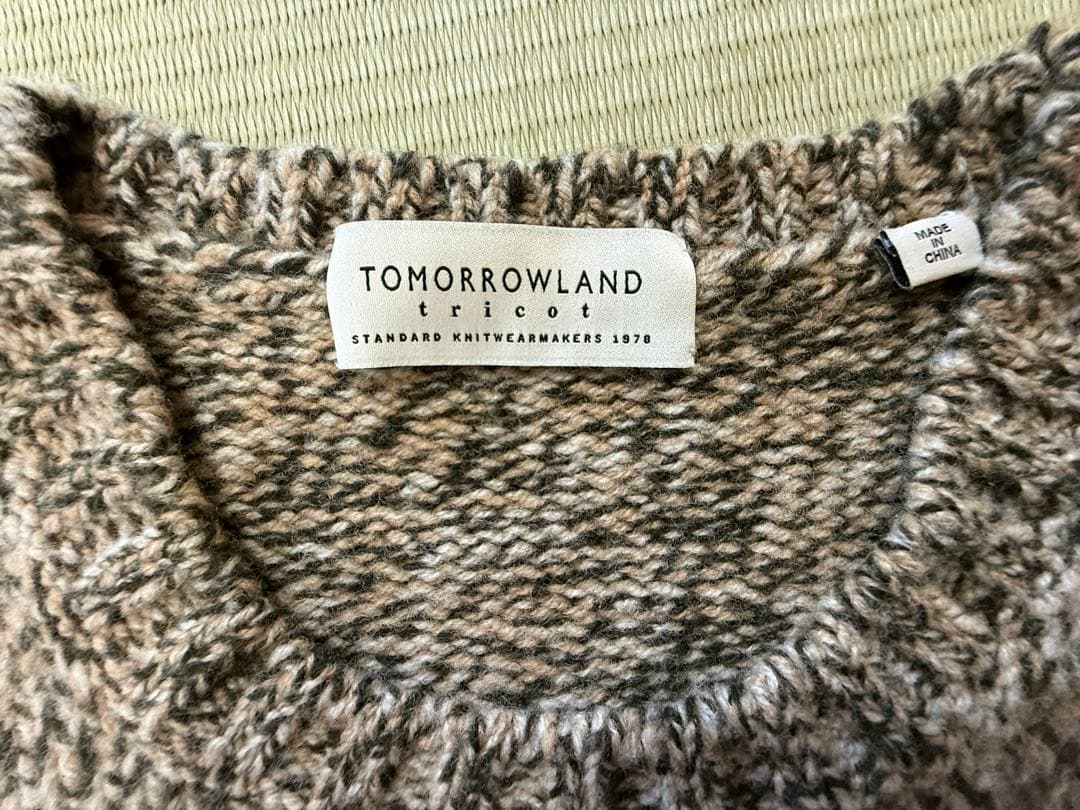 TOMORROWLAND
tricot
STANDARD KNITWEARMAKERS 1978
MADE
IN
CHINA